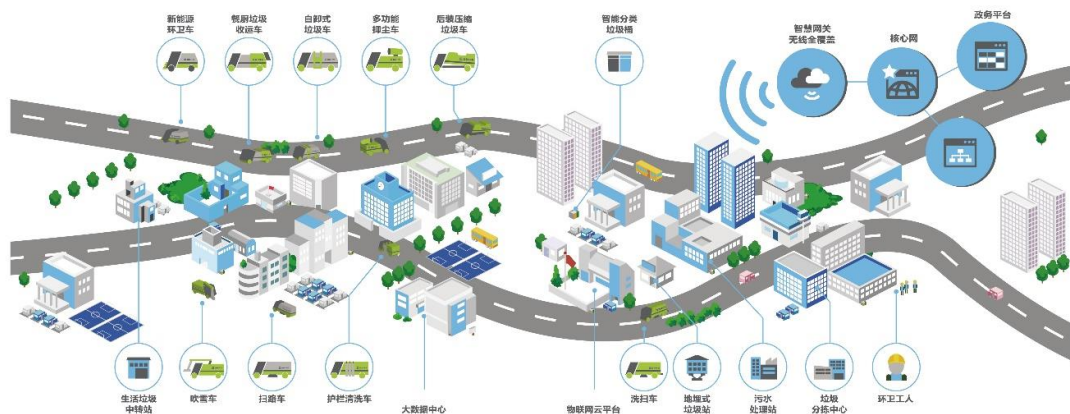 新能源
环卫车
餐厨垃圾
收运车
自卸式
垃圾车
多功能
抑尘车
后装压缩
垃圾车
智能分类
垃圾桶
智慧网关
无线全覆盖
核心网
政务平台
生活垃圾
中转站
吹雪车
扫路车
护栏清洗车
大数据中心
物联网云平台
洗扫车
地埋式
垃圾站
污水
处理站
垃圾
分拣中心
环卫工人